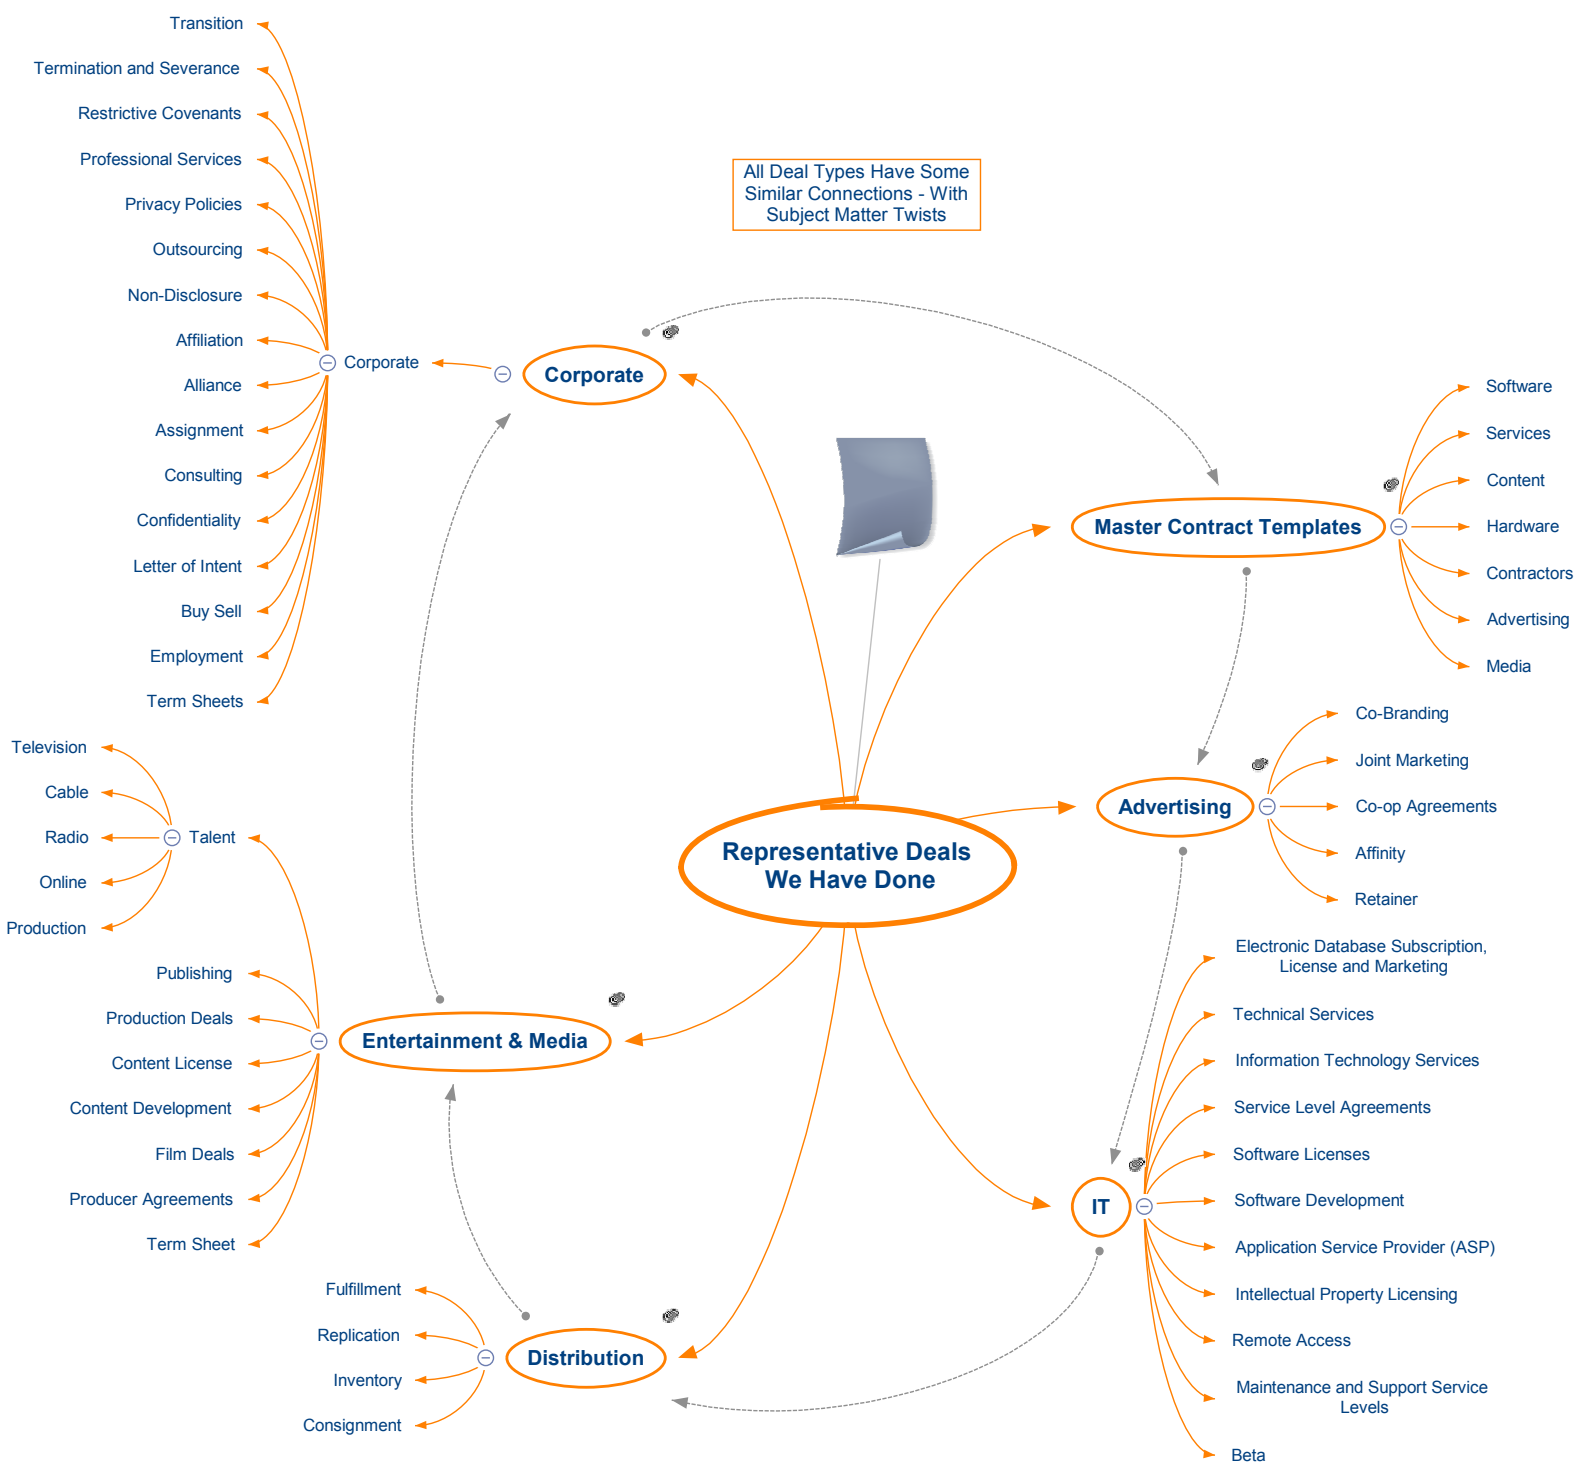 All Deal Types Have Some
Similar Connections - With
Subject Matter Twists
Representative Deals
We Have Done
Corporate
Corporate
Transition
Termination and Severance
Restrictive Covenants
Professional Services
Privacy Policies
Outsourcing
Non-Disclosure
Affiliation
Alliance
Assignment
Consulting
Confidentiality
Letter of Intent
Buy Sell
Employment
Term Sheets
Master Contract Templates
Software
Services
Content
Hardware
Contractors
Advertising
Media
Advertising
Co-Branding
Joint Marketing
Co-op Agreements
Affinity
Retainer
IT
Electronic Database Subscription,
License and Marketing
Technical Services
Information Technology Services
Service Level Agreements
Software Licenses
Software Development
Application Service Provider (ASP)
Intellectual Property Licensing
Remote Access
Maintenance and Support Service
Levels
Beta
Distribution
Fulfillment
Replication
Inventory
Consignment
Entertainment & Media
Talent
Television
Cable
Radio
Online
Production
Publishing
Production Deals
Content License
Content Development
Film Deals
Producer Agreements
Term Sheet